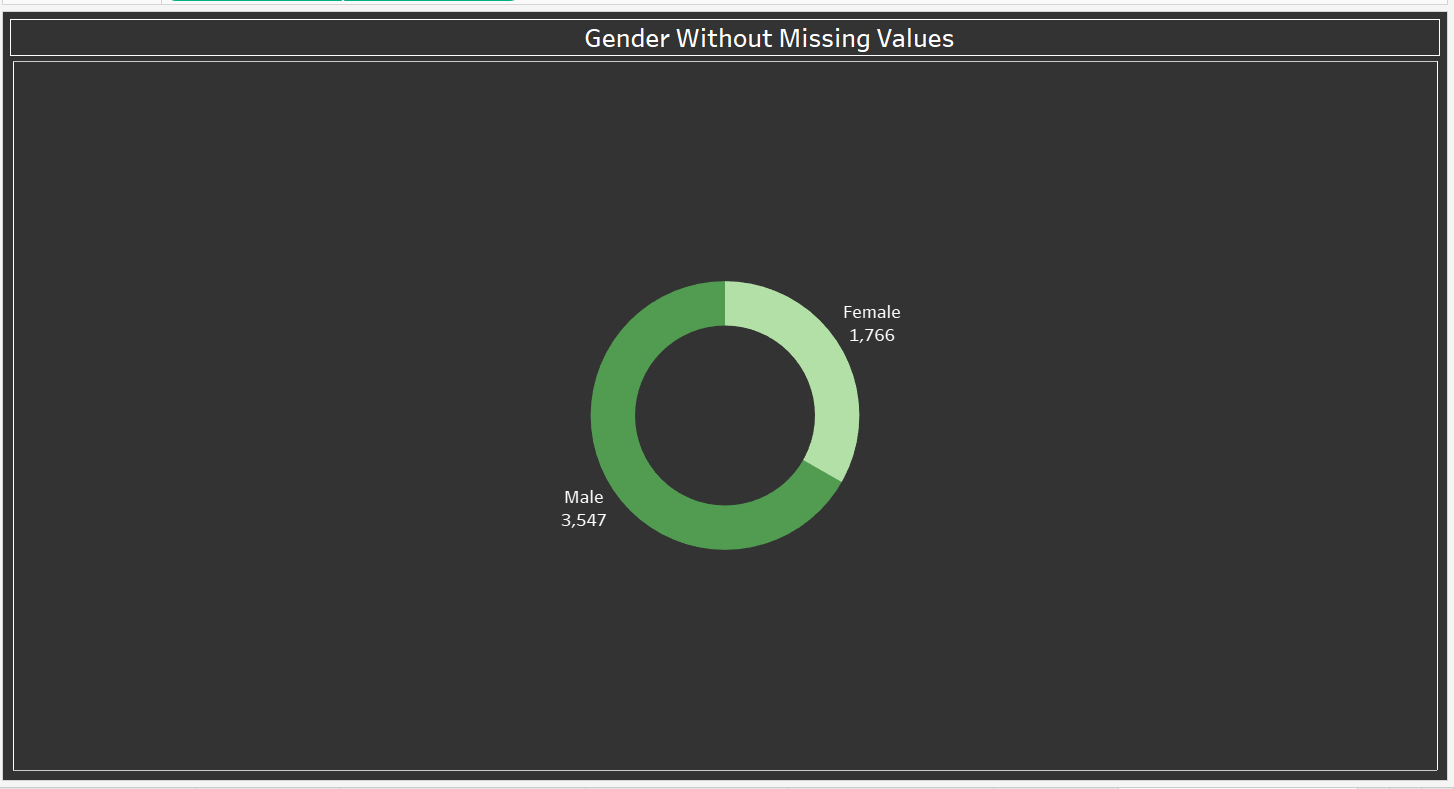 Gender Without Missing Values
Female
1,766
Male
3,547